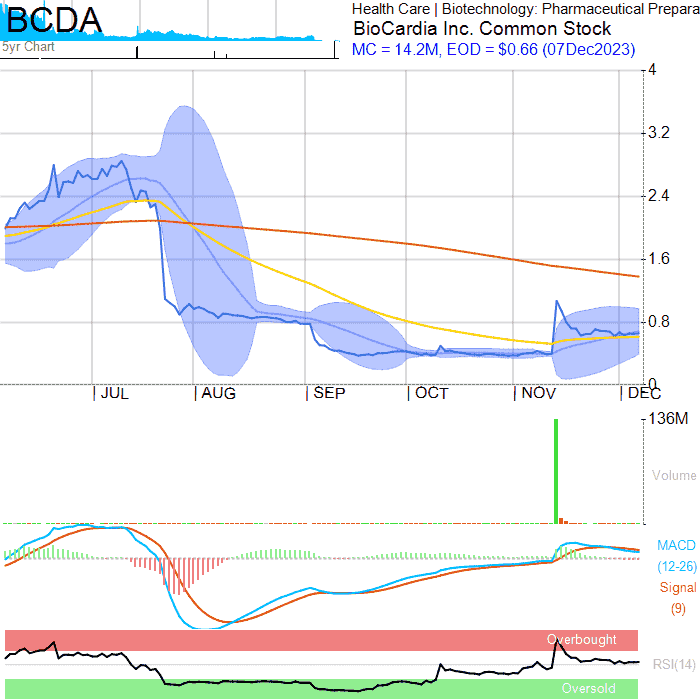 BCDA
5yr Chart
Health Care | Biotechnology: Pharmaceutical Prepara
BioCardia Inc. Common Stock
MC = 14.2M, EOD = $0.66 (07Dec2023)
4
3.2
2.4
1.6
0.8
0
JUL AUG SEP OCT NOV DEC
136M
Volume
MACD
(12-26)
Signal
(9)
Overbought
RSI(14)
Oversold